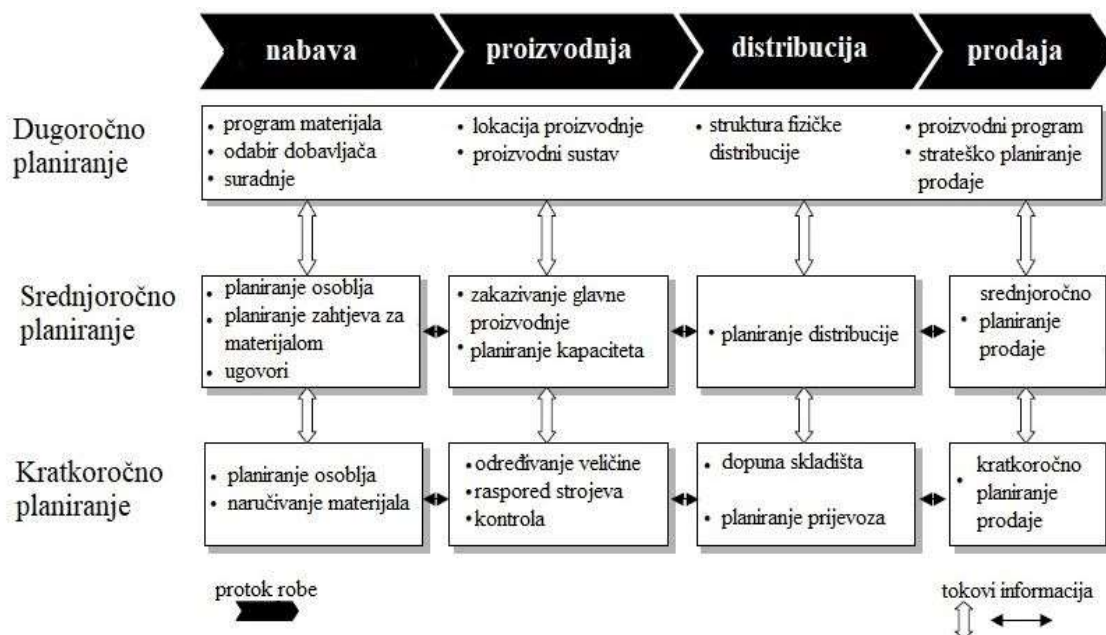 nabava
proizvodnja
distribucija
prodaja
Dugoročno
planiranje
• program materijala
• odabir dobavljača
• suradnje
• lokacija proizvodnje
• proizvodni sustav
• struktura fizičke
distribucije
• proizvodni program
• strateško planiranje
prodaje
Srednjoročno
planiranje
• planiranje osoblja
• planiranje zahtjeva za
materijalom
• ugovori
• zakazivanje glavne
proizvodnje
• planiranje kapaciteta
• planiranje distribucije
srednjoročno
• planiranje
prodaje
Kratkoročno
planiranje
• planiranje osoblja
• naručivanje materijala
• određivanje veličine
• raspored strojeva
• kontrola
• dopuna skladišta
• planiranje prijevoza
kratkoročno
• planiranje
prodaje
protok robe
tokovi informacija